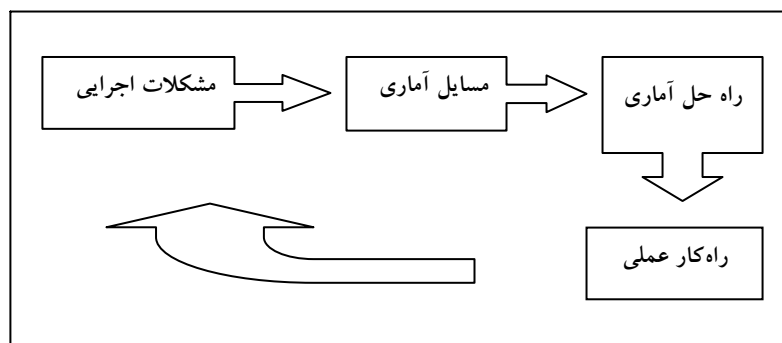 مشکلات اجرایی
مسایل آماری
راه حل آماری
راه‌کار عملی